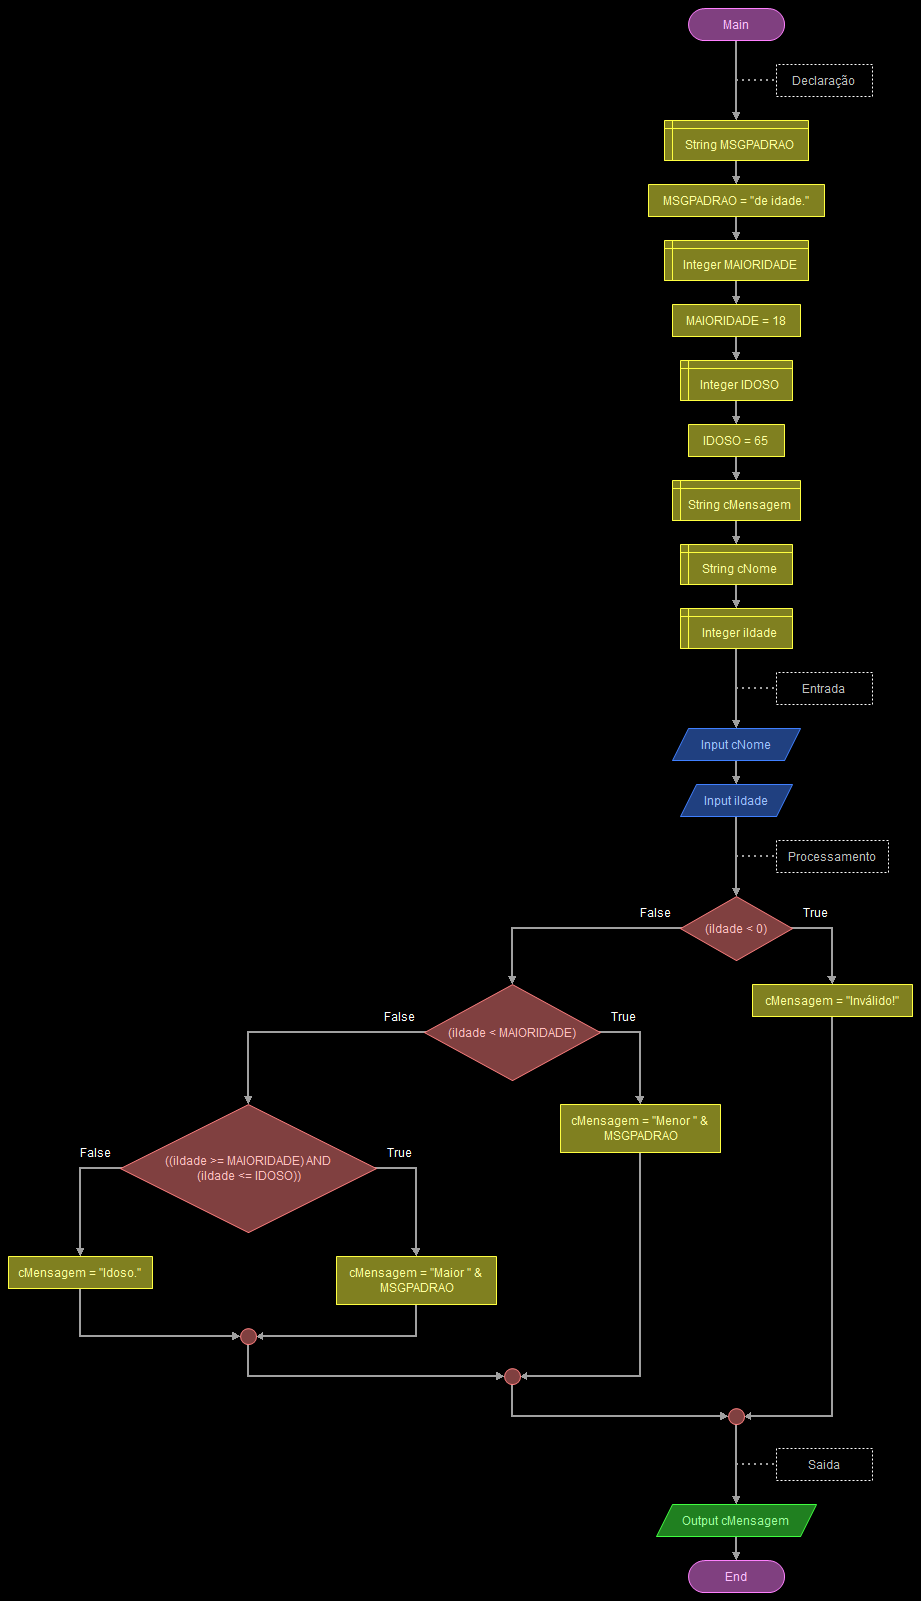 Main
Declaração
String MSGPADRAO
MSGPADRAO = "de idade."
Integer MAIORIDADE
MAIORIDADE = 18
Integer IDOSO
IDOSO = 65
String cMensagem
String cNome
Integer iIdade
Entrada
Input cNome
Input iIdade
Processamento
False
True
(iIdade < 0)
cMensagem = "Inválido!"
False
True
(iIdade < MAIORIDADE)
cMensagem = "Menor " &
MSGPADRAO
False
True
((iIdade >= MAIORIDADE) AND
(iIdade <= IDOSO))
cMensagem = "Idoso."
cMensagem = "Maior " &
MSGPADRAO
Saida
Output cMensagem
End